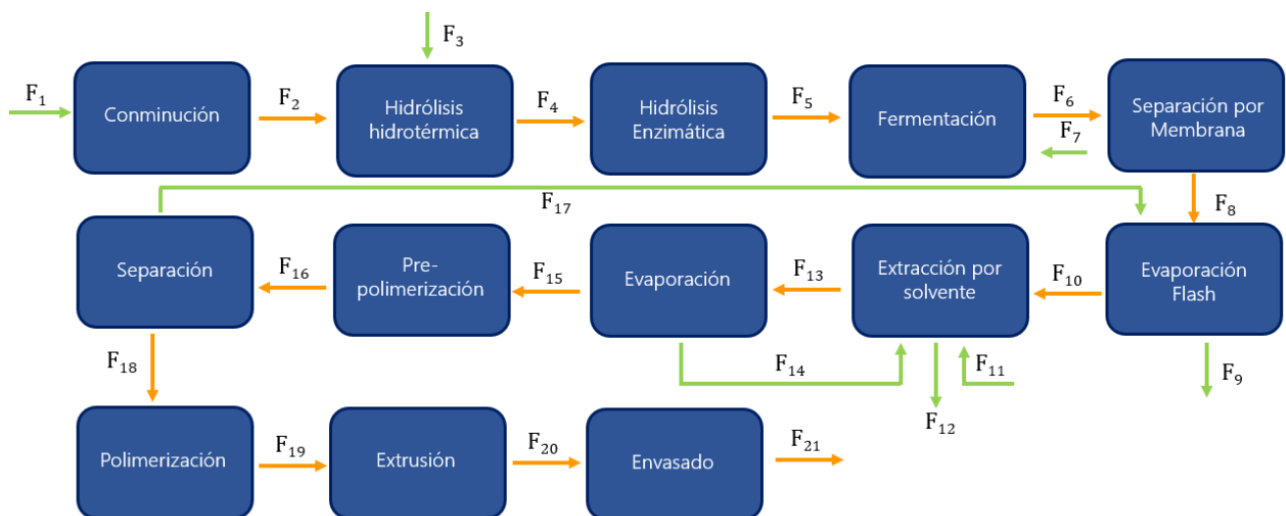 F₃
F₁
Conminución
F₂
Hidrólisis
hidrotérmica
F₄
Hidrólisis
Enzimática
F₅
Fermentación
F₆
F₇
Separación por
Membrana
F₁₇
F₈
Separación
F₁₆
Pre-
polimerización
F₁₅
Evaporación
F₁₃
Extracción por
solvente
F₁₀
Evaporación
Flash
F₁₈
F₁₄
F₁₁
F₁₂
F₉
Polimerización
F₁₉
Extrusión
F₂₀
Envasado
F₂₁